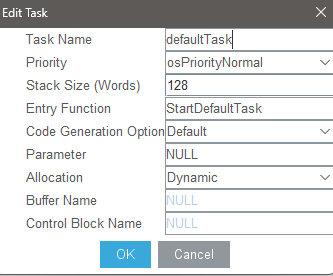 Edit Task
Task Name defaultTask
Priority osPriorityNormal
Stack Size (Words) 128
Entry Function StartDefaultTask
Code Generation Option Default
Parameter NULL
Allocation Dynamic
Buffer Name NULL
Control Block Name NULL
OK Cancel